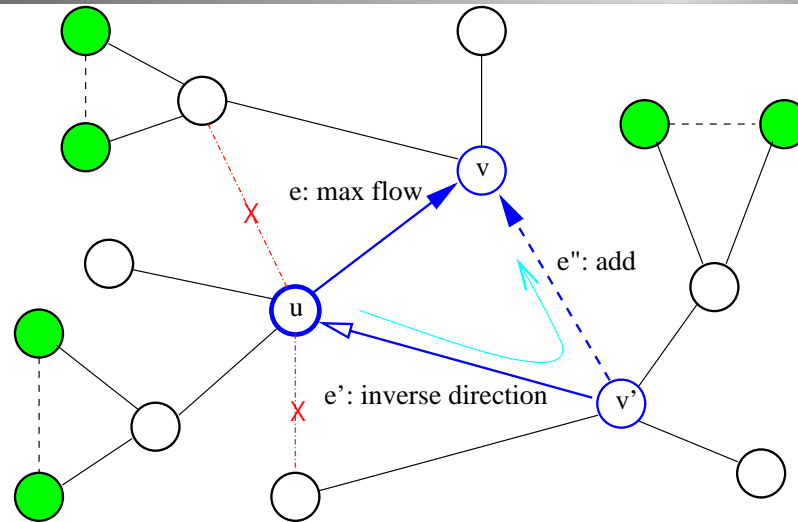 v
e: max flow
X
e": add
u
e’: inverse direction
v’
X